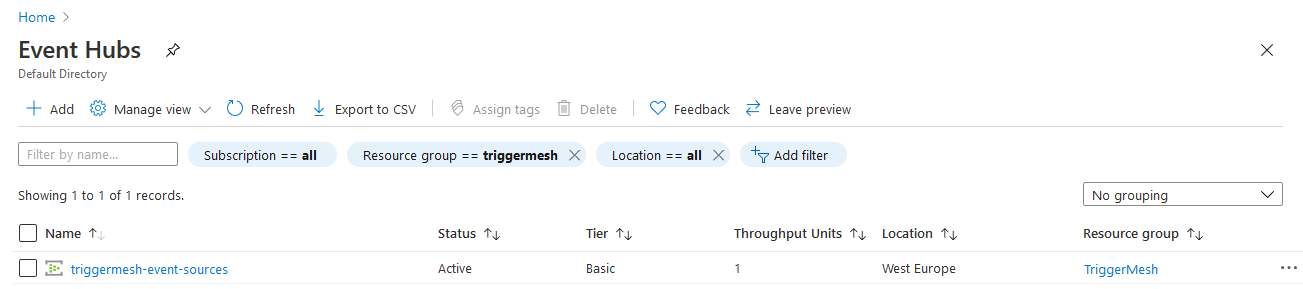 Home
Event Hubs
Default Directory
Add Manage view Refresh Export to CSV Assign tags Delete Feedback Leave preview
Filter by name... Subscription == all Resource group == triggermesh Location == all Add filter
Showing 1 to 1 of 1 records. No grouping
Name Status Tier Throughput Units Location Resource group
triggermesh-event-sources Active Basic 1 West Europe TriggerMesh